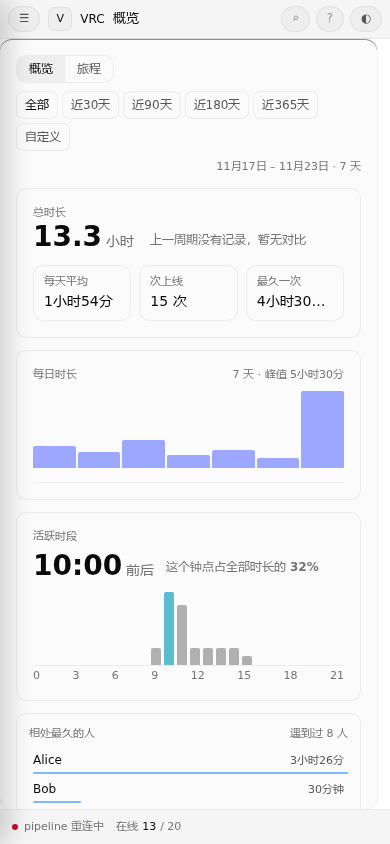 ☰ V VRC 概览 ⌕ ? ◐
概览 旅程
全部 近30天 近90天 近180天 近365天
自定义
11月17日 – 11月23日 · 7 天
总时长
13.3 小时 上一周期没有记录，暂无对比
每天平均 次上线 最久一次
1小时54分 15 次 4小时30…
每日时长 7 天 · 峰值 5小时30分
活跃时段
10:00 前后 这个钟点占全部时长的 32%
0 3 6 9 12 15 18 21
相处最久的人 遇到过 8 人
Alice 3小时26分
Bob 30分钟
pipeline 重连中 在线 13 / 20